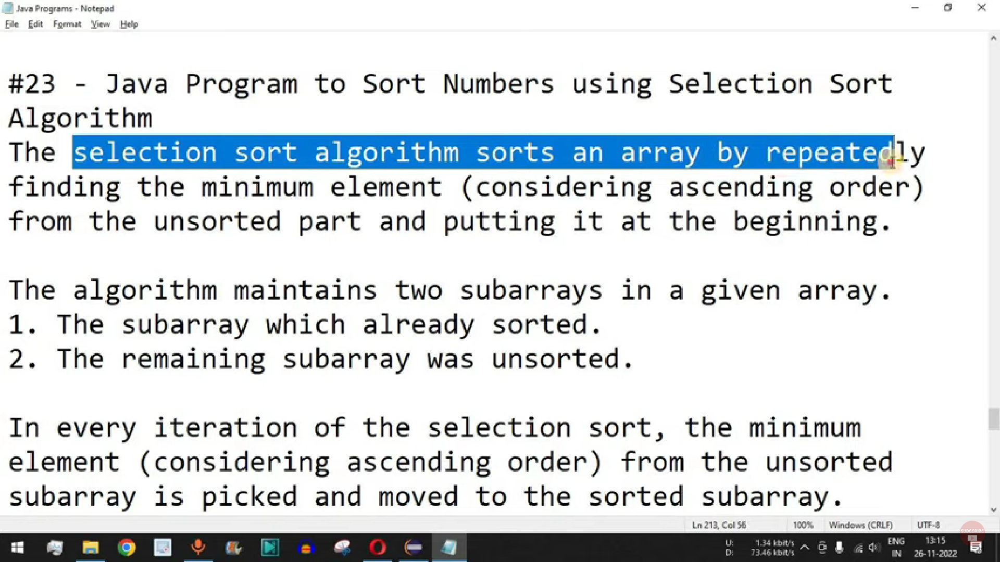 Java Programs - Notepad
File Edit Format View Help
#23 - Java Program to Sort Numbers using Selection Sort
Algorithm
The selection sort algorithm sorts an array by repeatedly
finding the minimum element (considering ascending order)
from the unsorted part and putting it at the beginning.
The algorithm maintains two subarrays in a given array.
1. The subarray which already sorted.
2. The remaining subarray was unsorted.
In every iteration of the selection sort, the minimum
element (considering ascending order) from the unsorted
subarray is picked and moved to the sorted subarray.
Ln 213, Col 56 100% Windows (CRLF) UTF-8
SUBSCRIBE
U: 1.34 kbit/s
D: 73.46 kbit/s
ENG
IN
13:15
26-11-2022